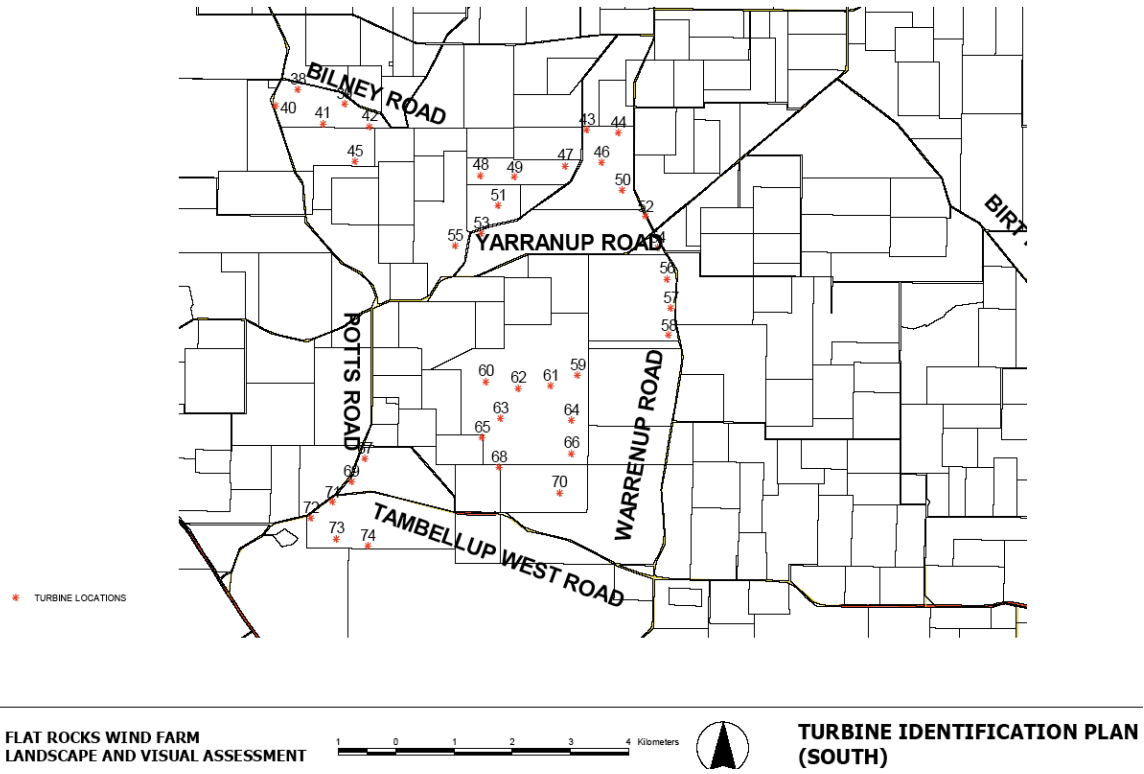 38
BILNEY ROAD
40
41
42
43
44
45
46
47
48
49
50
51
52
53
55
YARRANUP ROAD
BIRT
56
57
58
POTTS ROAD
WARRENUP ROAD
59
60
61
62
63
64
65
66
68
69
70
71
72
73
74
TAMBELLUP WEST ROAD
TURBINE LOCATIONS
FLAT ROCKS WIND FARM
LANDSCAPE AND VISUAL ASSESSMENT
1 0 1 2 3 4 Kilometers
TURBINE IDENTIFICATION PLAN
(SOUTH)